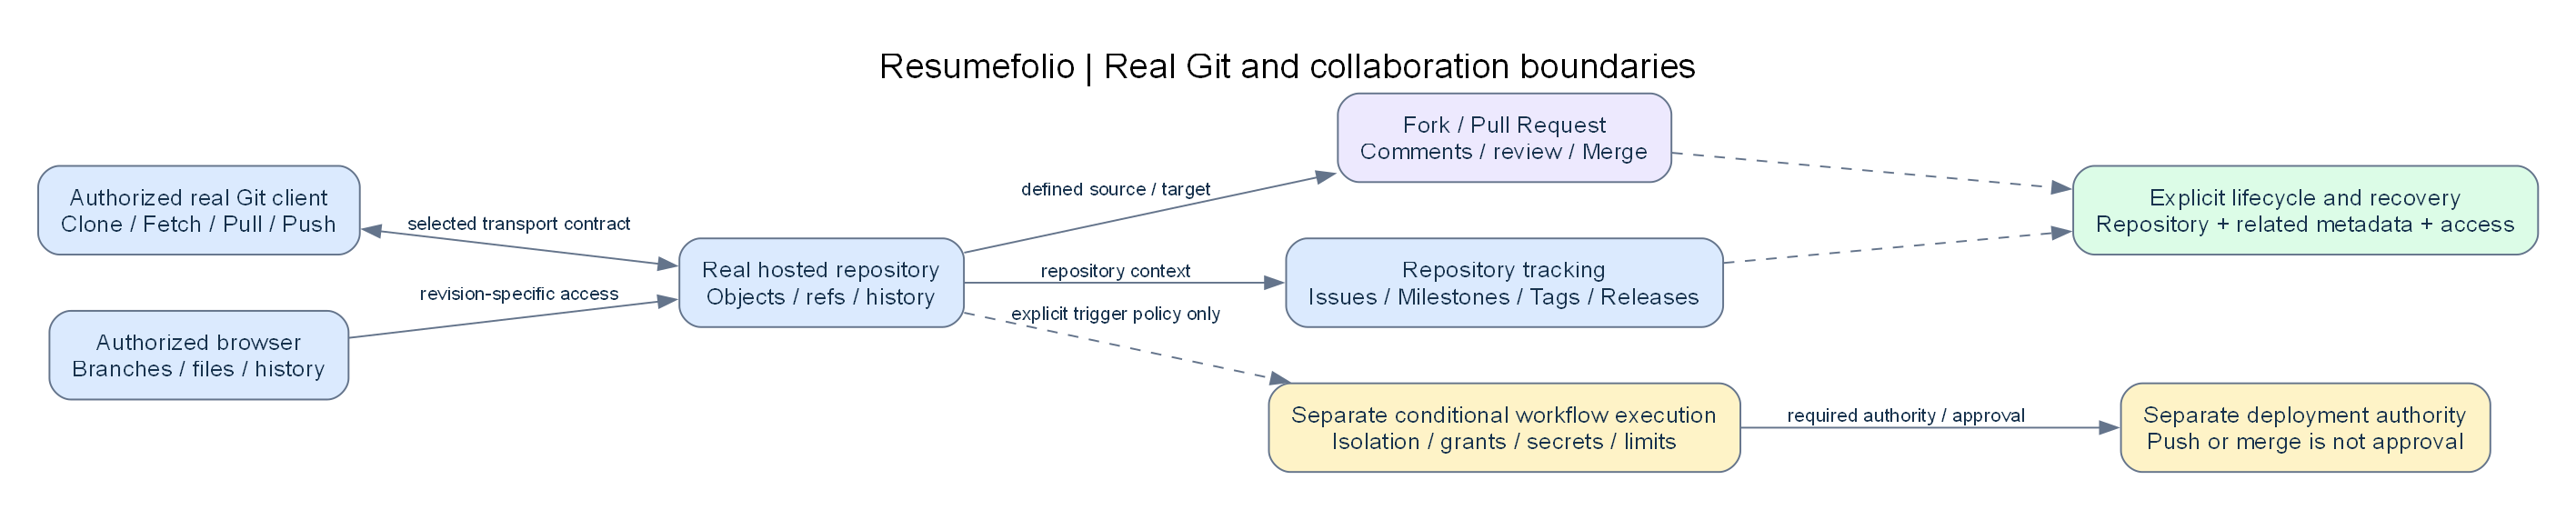 Resumefolio | Real Git and collaboration boundaries
Authorized real Git client
Clone / Fetch / Pull / Push
selected transport contract
Authorized browser
Branches / files / history
revision-specific access
Real hosted repository
Objects / refs / history
defined source / target
repository context
explicit trigger policy only
Fork / Pull Request
Comments / review / Merge
Repository tracking
Issues / Milestones / Tags / Releases
Separate conditional workflow execution
Isolation / grants / secrets / limits
required authority / approval
Explicit lifecycle and recovery
Repository + related metadata + access
Separate deployment authority
Push or merge is not approval